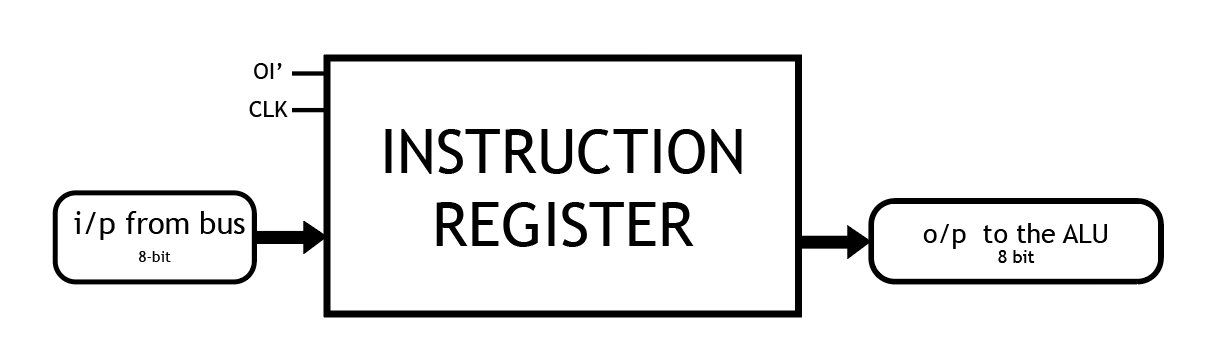 OI’
CLK
INSTRUCTION
REGISTER
i/p from bus
8-bit
o/p to the ALU
8 bit